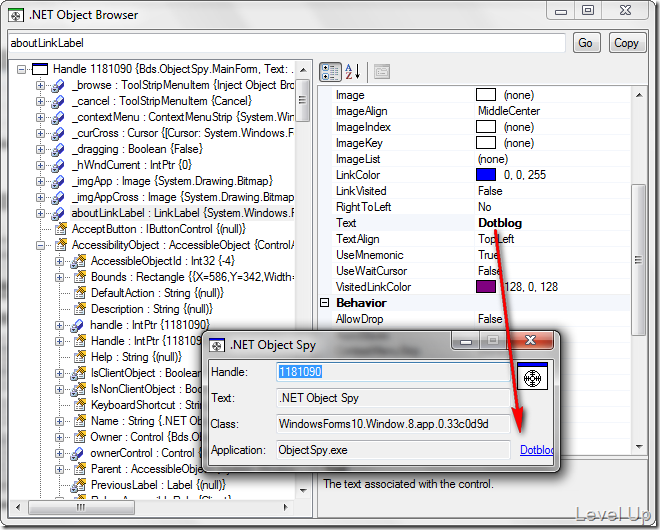 .NET Object Browser
aboutLinkLabel
Go
Copy
Handle 1181090 {Bds.ObjectSpy.MainForm, Text: .
_browse : ToolStripMenuItem {Inject Object Bro
_cancel : ToolStripMenuItem {Cancel}
_contextMenu : ContextMenuStrip {System.Wind
_curCross : Cursor {[Cursor: System.Windows.F
_dragging : Boolean {False}
_hWndCurrent : IntPtr {0}
_imgApp : Image {System.Drawing.Bitmap}
_imgAppCross : Image {System.Drawing.Bitmap}
aboutLinkLabel : LinkLabel {System.Windows.F
AcceptButton : IButtonControl {(null)}
AccessibilityObject : AccessibleObject {ControlA
AccessibleObjectId : Int32 {-4}
Bounds : Rectangle {{X=586,Y=342,Width=
DefaultAction : String {(null)}
Description : String {(null)}
handle : IntPtr {1181090}
Handle : IntPtr {1181090}
Help : String {(null)}
IsClientObject : Boolean
IsNonClientObject : Boolean
KeyboardShortcut : String
Name : String {.NET Object
Owner : Control {Bds.Obje
ownerControl : Control {B
Parent : AccessibleObject
PreviousLabel : Label {(null)}
Image (none)
ImageAlign MiddleCenter
ImageIndex (none)
ImageKey (none)
ImageList (none)
LinkColor 0, 0, 255
LinkVisited False
RightToLeft No
Text Dotblog
TextAlign TopLeft
UseMnemonic True
UseWaitCursor False
VisitedLinkColor 128, 0, 128
Behavior
AllowDrop False
.NET Object Spy
Handle: 1181090
Text: .NET Object Spy
Class: WindowsForms10.Window.8.app.0.33c0d9d
Application: ObjectSpy.exe
Dotblog
The text associated with the control.
Level Up